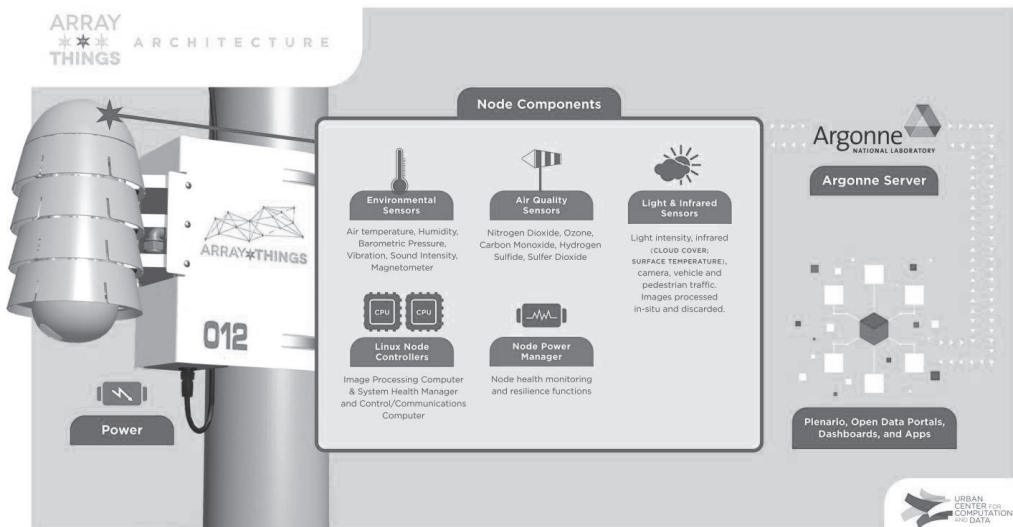 ARRAY
THINGS
ARCHITECTURE
ARRAY THINGS
012
Power
Node Components
Environmental
Sensors
Air temperature, Humidity,
Barometric Pressure,
Vibration, Sound Intensity,
Magnetometer
Air Quality
Sensors
Nitrogen Dioxide, Ozone,
Carbon Monoxide, Hydrogen
Sulfide, Sulfer Dioxide
Light & Infrared
Sensors
Light intensity, infrared
(CLOUD COVER;
SURFACE TEMPERATURE),
camera, vehicle and
pedestrian traffic.
Images processed
in-situ and discarded.
CPU CPU
Linux Node
Controllers
Image Processing Computer
& System Health Manager
and Control/Communications
Computer
Node Power
Manager
Node health monitoring
and resilience functions
Argonne
NATIONAL LABORATORY
Argonne Server
Plenario, Open Data Portals,
Dashboards, and Apps
URBAN
CENTER FOR
COMPUTATION
AND DATA